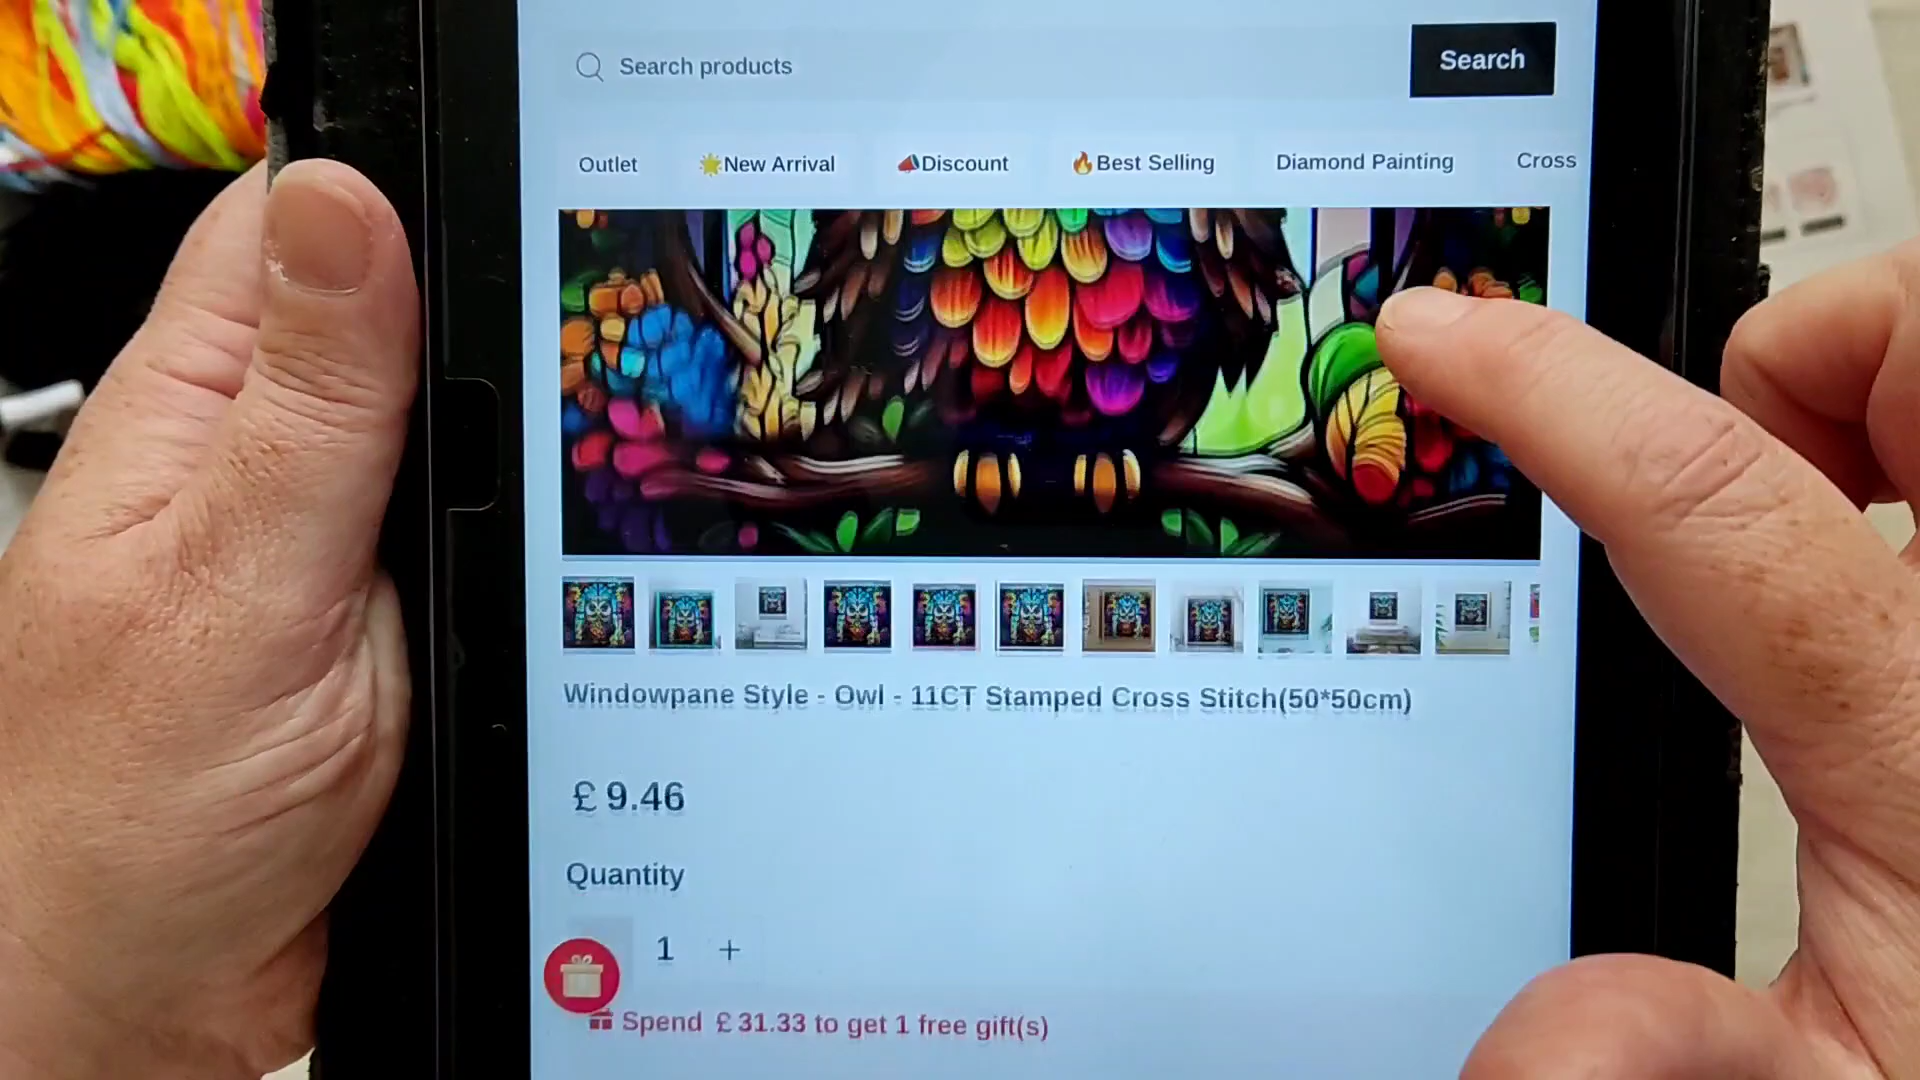 Search products
Search
Outlet
New Arrival
Discount
Best Selling
Diamond Painting
Cross
Windowpane Style - Owl - 11CT Stamped Cross Stitch(50*50cm)
£ 9.46
Quantity
1 +
Spend £ 31.33 to get 1 free gift(s)